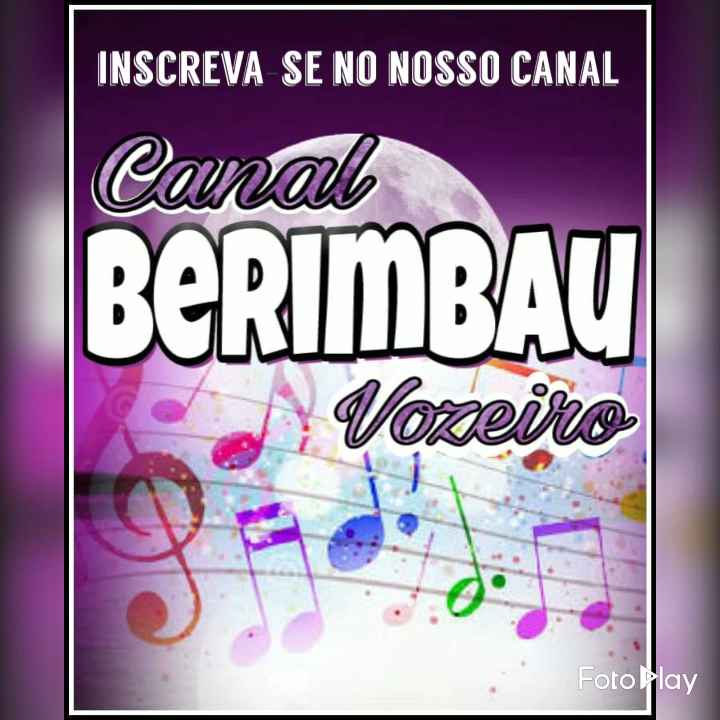 INSCREVA-SE NO NOSSO CANAL
Canal
BeRImBAU
Vozeiro
FotoPlay